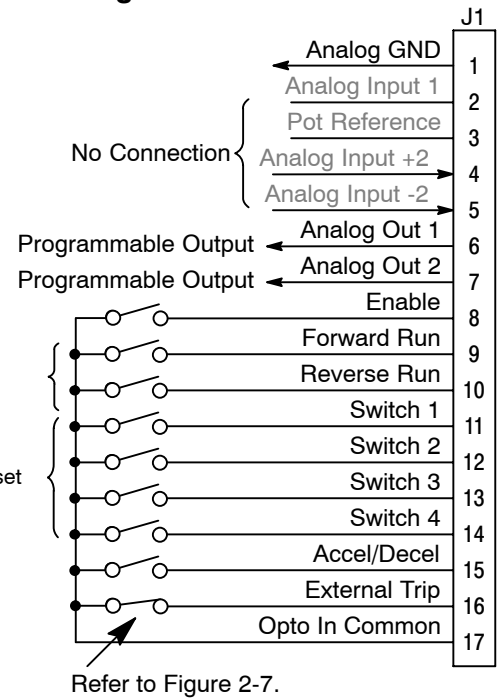 J1
Analog GND 1
Analog Input 1 2
Pot Reference 3
No Connection
Analog Input +2 4
Analog Input -2 5
Programmable Output Analog Out 1 6
Programmable Output Analog Out 2 7
Enable 8
Forward Run 9
Reverse Run 10
Switch 1 11
Switch 2 12
set
Switch 3 13
Switch 4 14
Accel/Decel 15
External Trip 16
Opto In Common 17
Refer to Figure 2-7.